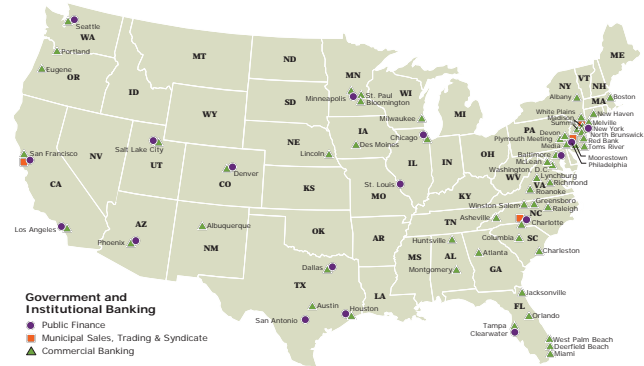 Seattle
WA
Portland
Eugene
OR
ID
MT
ND
SD
WY
NE
NV
CA
San Francisco
Salt Lake City
UT
Denver
CO
KS
Lincoln
MN
Minneapolis
St. Paul
Bloomington
WI
Milwaukee
MI
IA
Des Moines
Chicago
IL
IN
OH
St. Louis
MO
KY
Los Angeles
Phoenix
AZ
Albuquerque
NM
OK
AR
TN
Dallas
TX
Austin
San Antonio
Houston
LA
MS
AL
Huntsville
Montgomery
GA
Atlanta
ME
VT
NH
NY
Albany
MA
Boston
White Plains
New Haven
Madison
Melville
Summit
New York
North Brunswick
Red Bank
Toms River
PA
Devon
Plymouth Meeting
Media
Moorestown
Philadelphia
Baltimore
McLean
Washington, D.C.
WV
VA
Lynchburg
Richmond
Roanoke
Winston Salem
Greensboro
Raleigh
Asheville
NC
Charlotte
Columbia
SC
Charleston
Jacksonville
FL
Orlando
Tampa
Clearwater
West Palm Beach
Deerfield Beach
Miami
Government and
Institutional Banking
Public Finance
Municipal Sales, Trading & Syndicate
Commercial Banking